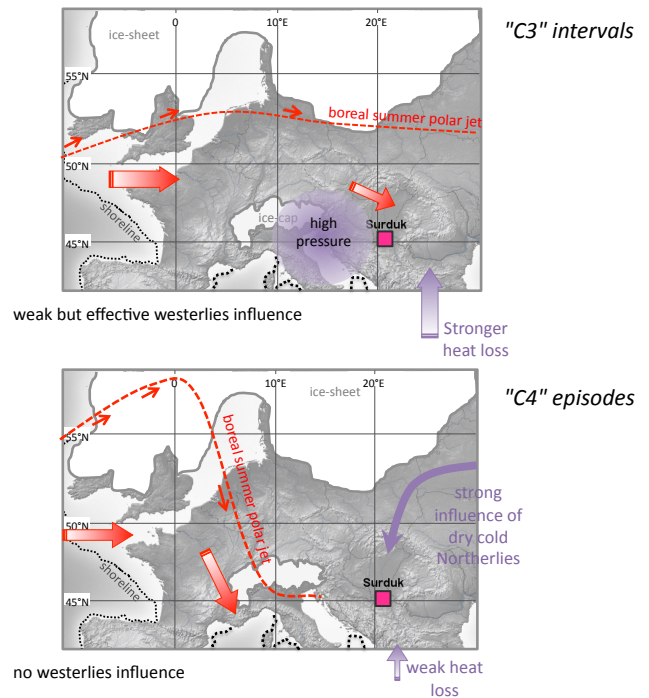 0
10°E
20°E
ice-sheet
"C3" intervals
55°N
boreal summer polar jet
50°N
shoreline
ice-cap
high
pressure
Surduk
45°N
weak but effective westerlies influence
Stronger
heat loss
0
10°E
20°E
ice-sheet
"C4" episodes
55°N
boreal summer polar jet
strong
influence of
dry cold
Northerlies
50°N
shoreline
Surduk
45°N
no westerlies influence
weak heat
loss